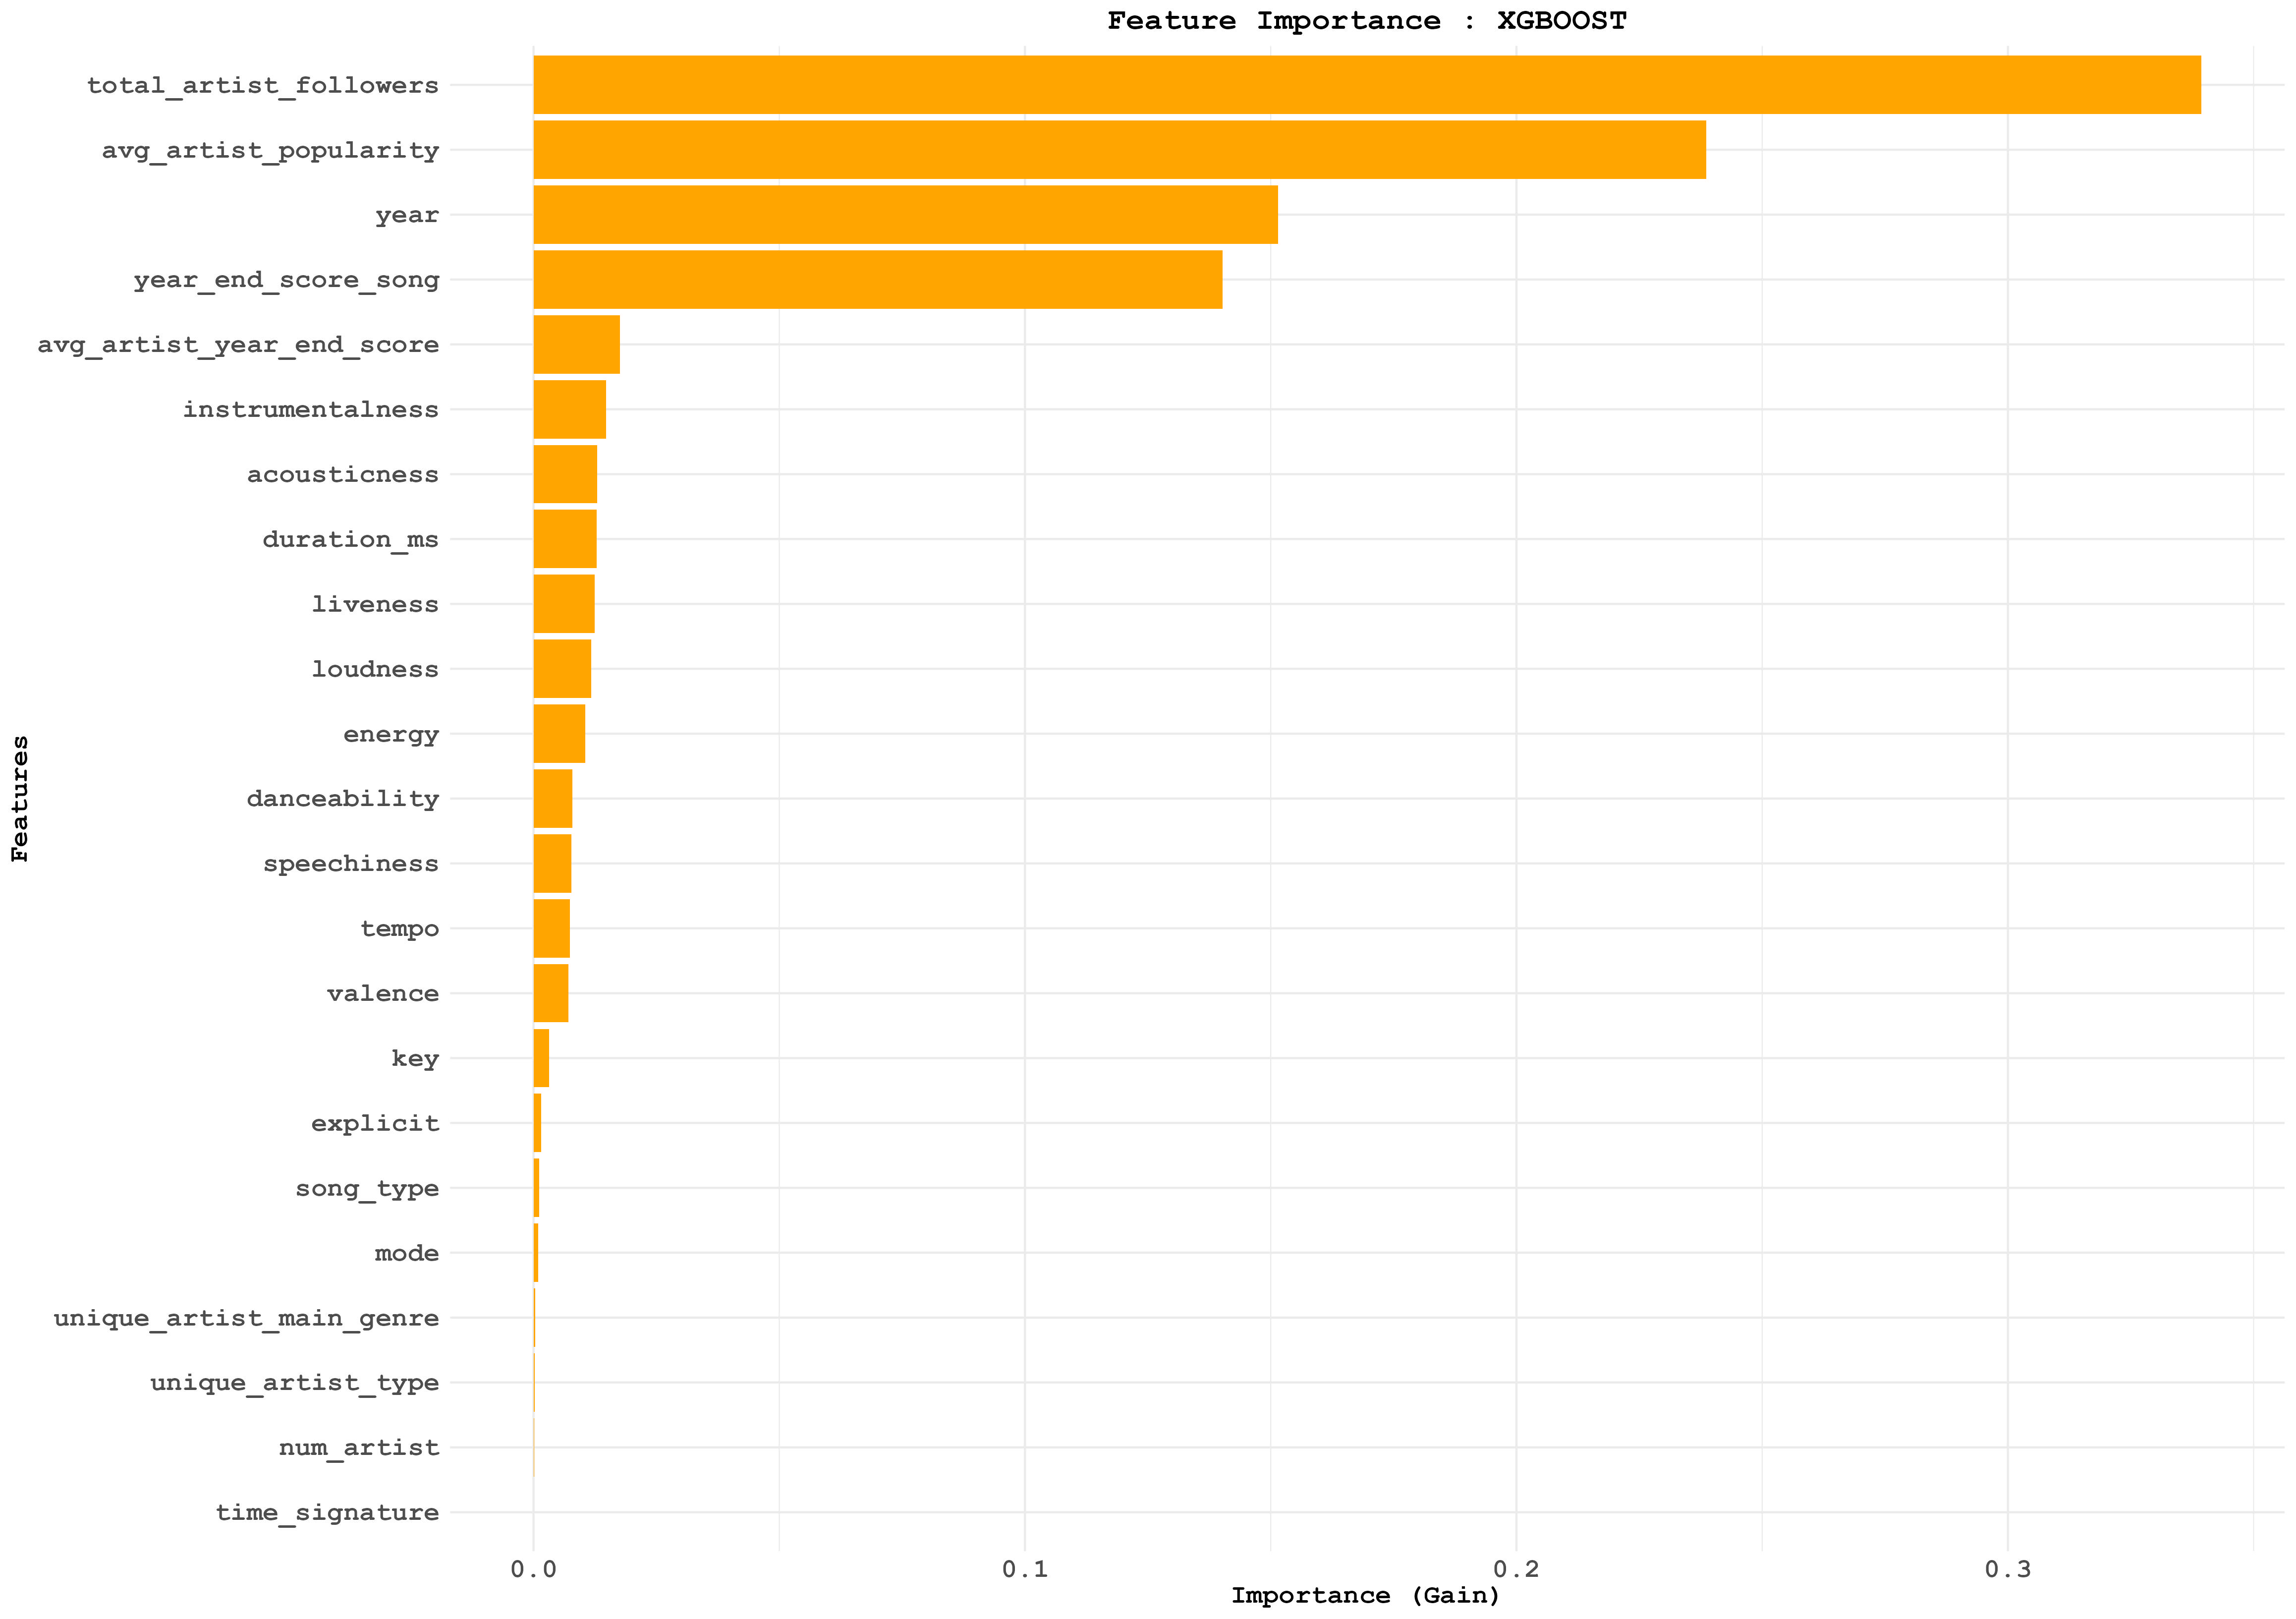 Feature Importance : XGBOOST
total_artist_followers
avg_artist_popularity
year
year_end_score_song
avg_artist_year_end_score
instrumentalness
acousticness
duration_ms
liveness
loudness
energy
danceability
speechiness
tempo
valence
key
explicit
song_type
mode
unique_artist_main_genre
unique_artist_type
num_artist
time_signature
Features
0.0 0.1 0.2 0.3
Importance (Gain)